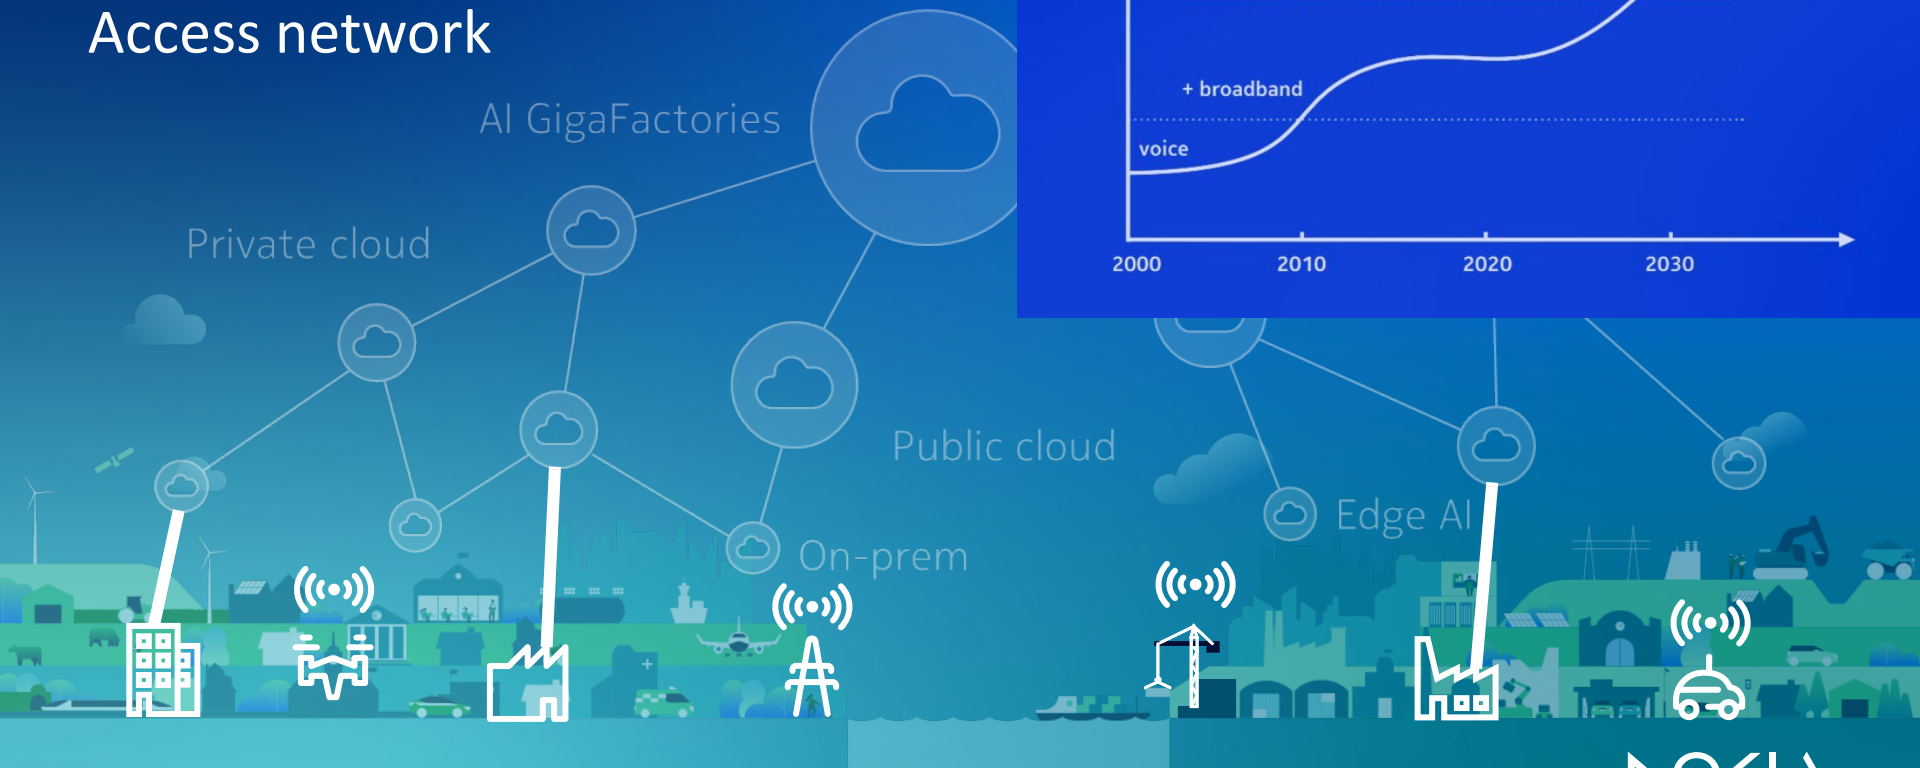 Access network
AI GigaFactories
Private cloud
Public cloud
Edge AI
On-prem
+ broadband
voice
2000 2010 2020 2030